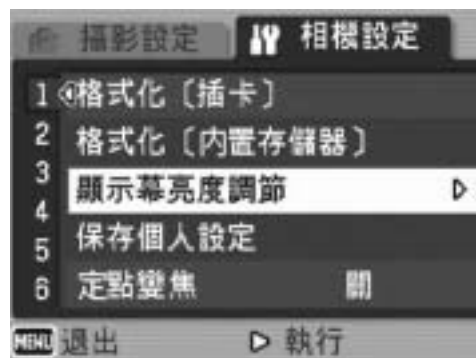 攝影設定 相機設定
1 格式化〔插卡〕
2 格式化〔內置存儲器〕
3 顯示幕亮度調節
4 保存個人設定
5 定點變焦 關
6
MENU 退出 執行